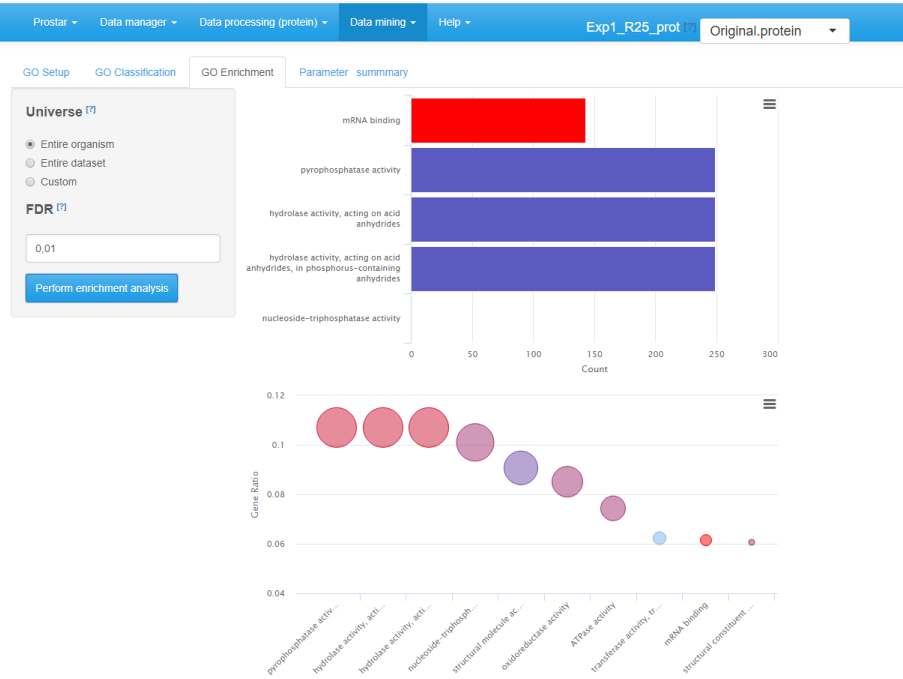 Prostar Data manager Data processing (protein) Data mining Help Exp1_R25_prot [?] Original.protein
GO Setup GO Classification GO Enrichment Parameter summmary
Universe [?]
Entire organism
Entire dataset
Custom
FDR [?]
0,01
Perform enrichment analysis
mRNA binding
pyrophosphatase activity
hydrolase activity, acting on acid
anhydrides
hydrolase activity, acting on acid
anhydrides, in phosphorus-containing
anhydrides
nucleoside-triphosphatase activity
0 50 100 150 200 250 300
Count
0.12
0.1
0.08
0.06
0.04
Gene Ratio
pyrophosphatase activ...
hydrolase activity, acti...
hydrolase activity, acti...
nucleoside-triphosph...
structural molecule ac...
oxidoreductase activity
ATPase activity
transferase activity, tr...
mRNA binding
structural constituent ...